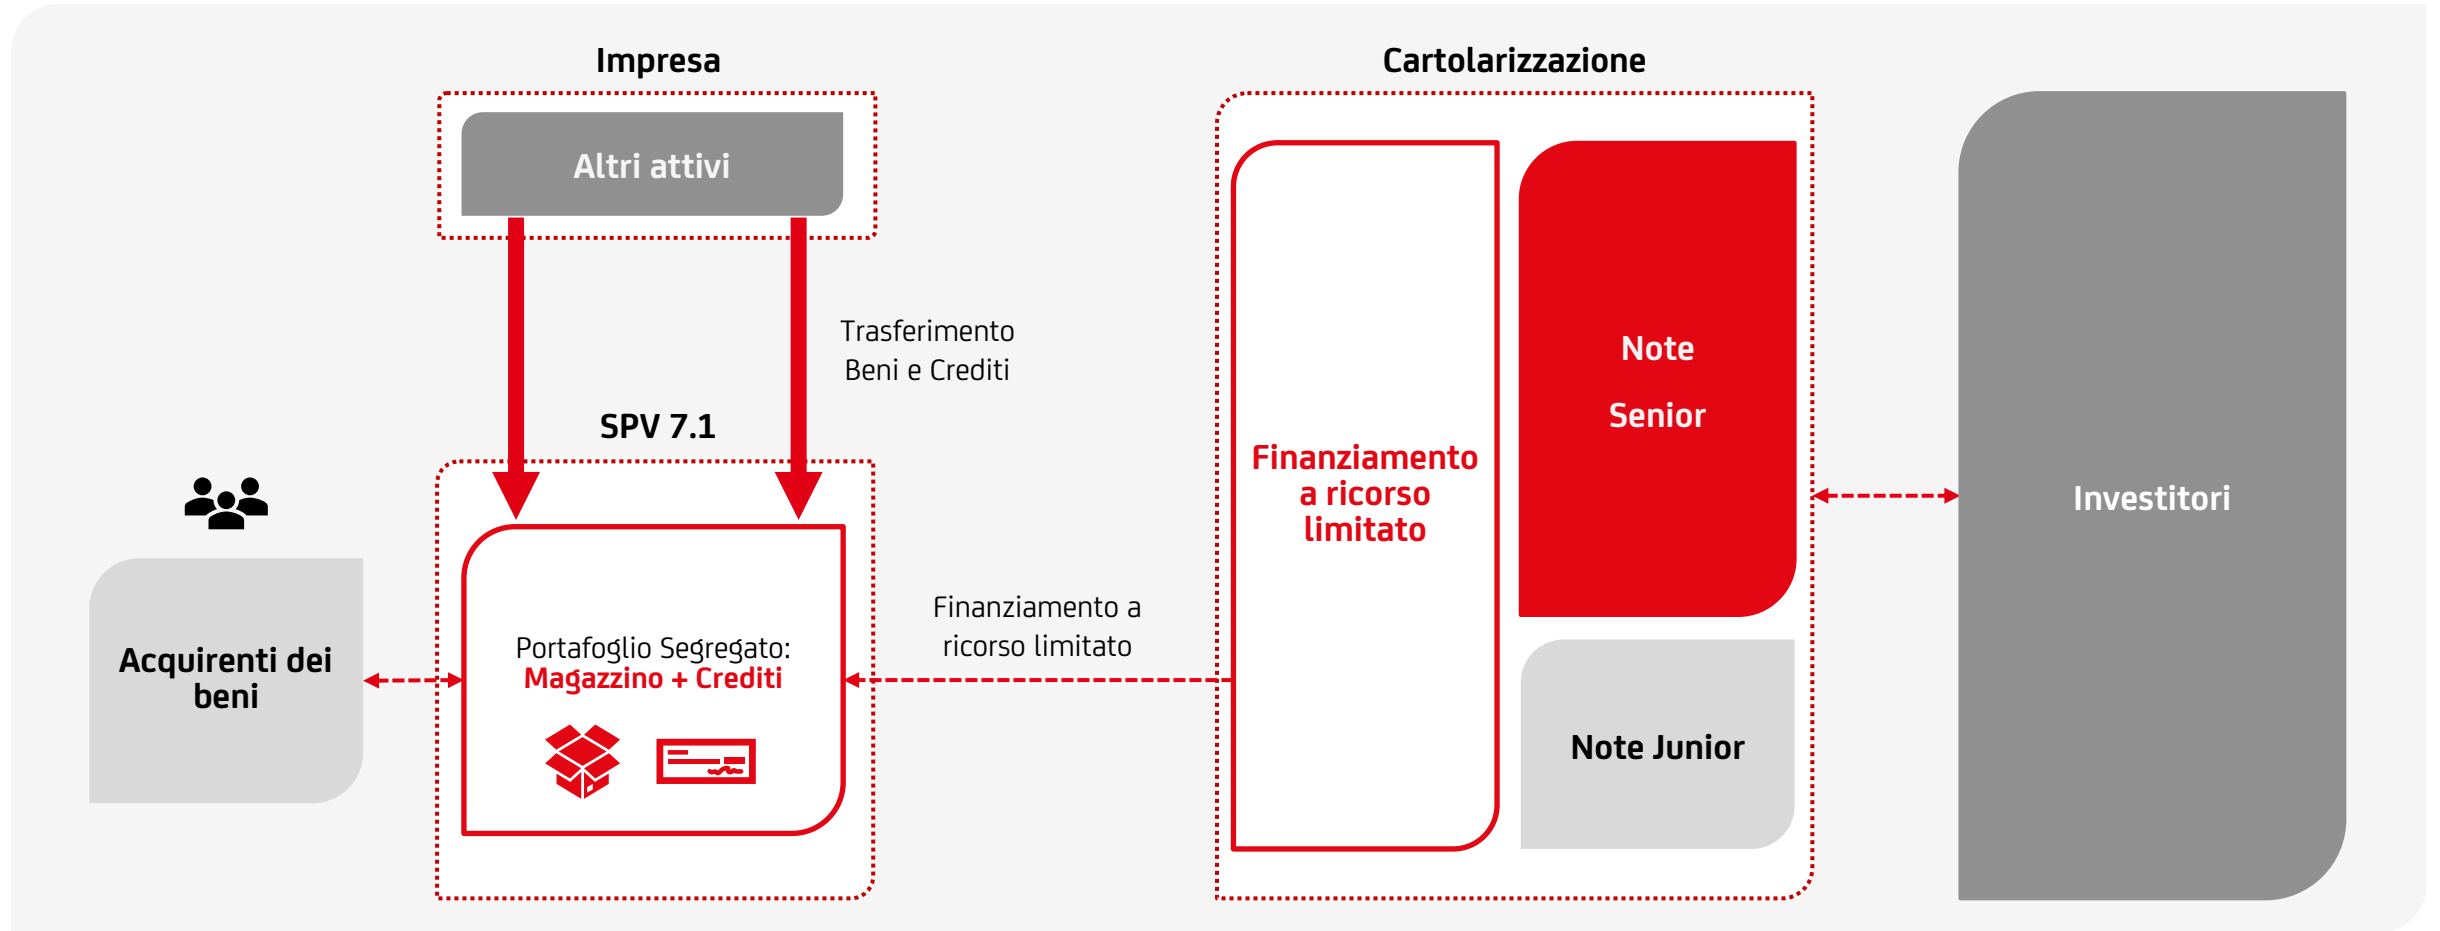 Impresa
Cartolarizzazione
Altri attivi
Trasferimento
Beni e Crediti
SPV 7.1
Note
Senior
Finanziamento
a ricorso
limitato
Investitori
Finanziamento a
ricorso limitato
Acquirenti dei
beni
Portafoglio Segregato:
Magazzino + Crediti
Note Junior